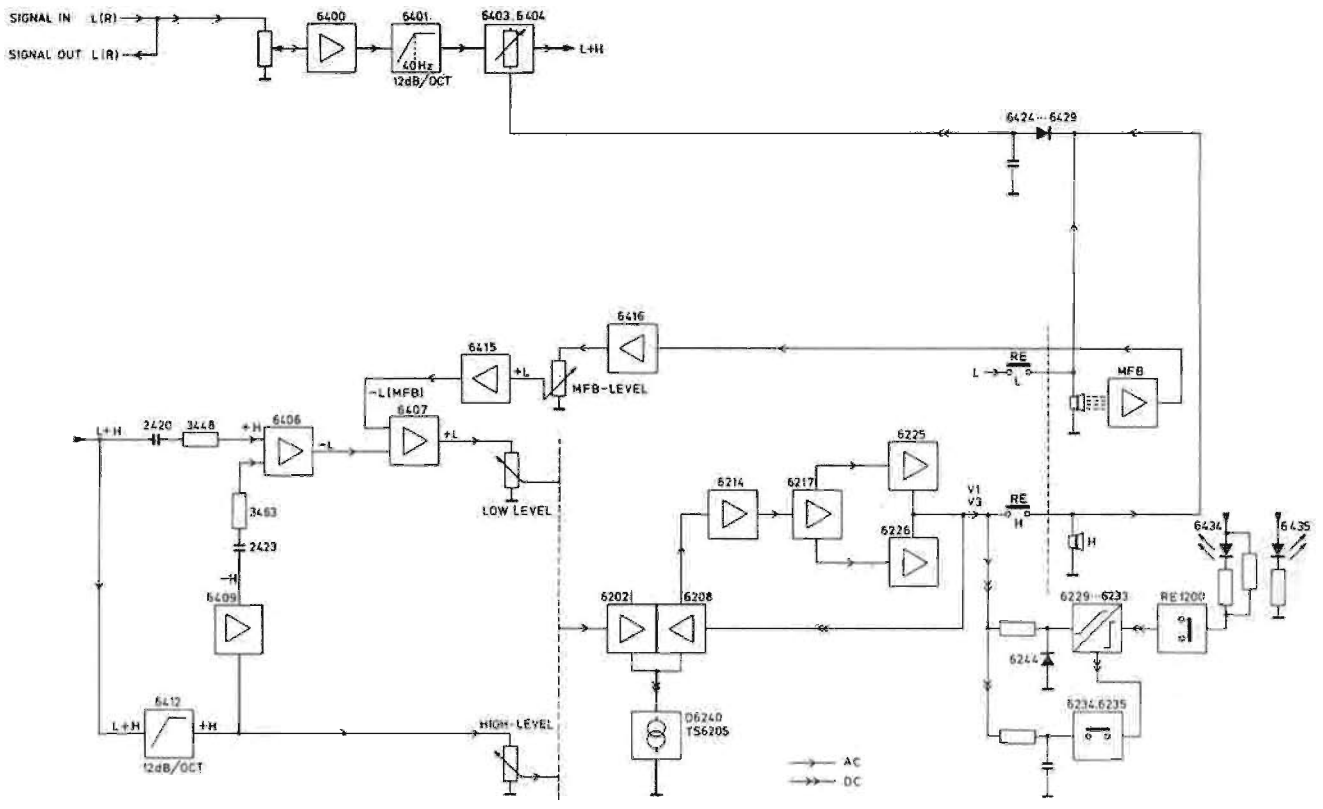 SIGNAL IN L(R)
SIGNAL OUT L(R)
6400
6401
40Hz
12dB/OCT
6403,6404
L+H
6424···6429
6416
6415
+L
MFB-LEVEL
-L(MFB)
6407
+L
LOW LEVEL
RE
L
L
MFB
L+H
2420
3448
+H
6406
-L
3463
2423
-H
6409
6412
L+H
+H
12dB/OCT
HIGH-LEVEL
6214
6217
6225
6226
V1
V3
RE
H
H
6202
6208
D6240
TS6205
6434
6435
6229···6233
RE1200
6244
6234,6235
AC
DC